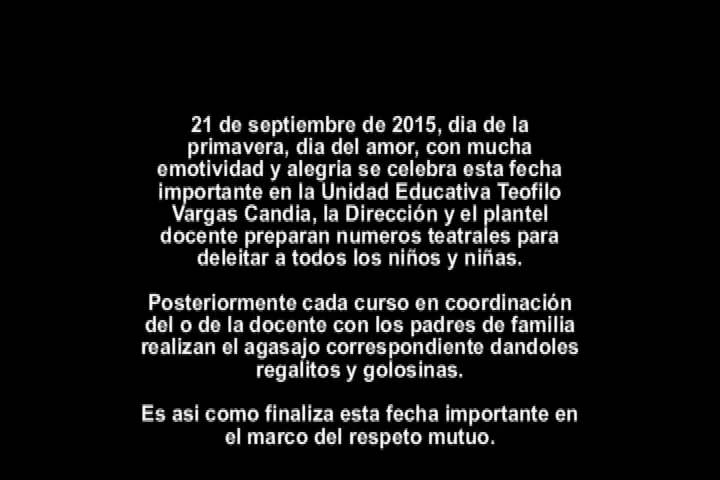 21 de septiembre de 2015, dia de la
primavera, dia del amor, con mucha
emotividad y alegria se celebra esta fecha
importante en la Unidad Educativa Teofilo
Vargas Candia, la Dirección y el plantel
docente preparan numeros teatrales para
deleitar a todos los niños y niñas.
Posteriormente cada curso en coordinación
del o de la docente con los padres de familia
realizan el agasajo correspondiente dandoles
regalitos y golosinas.
Es asi como finaliza esta fecha importante en
el marco del respeto mutuo.